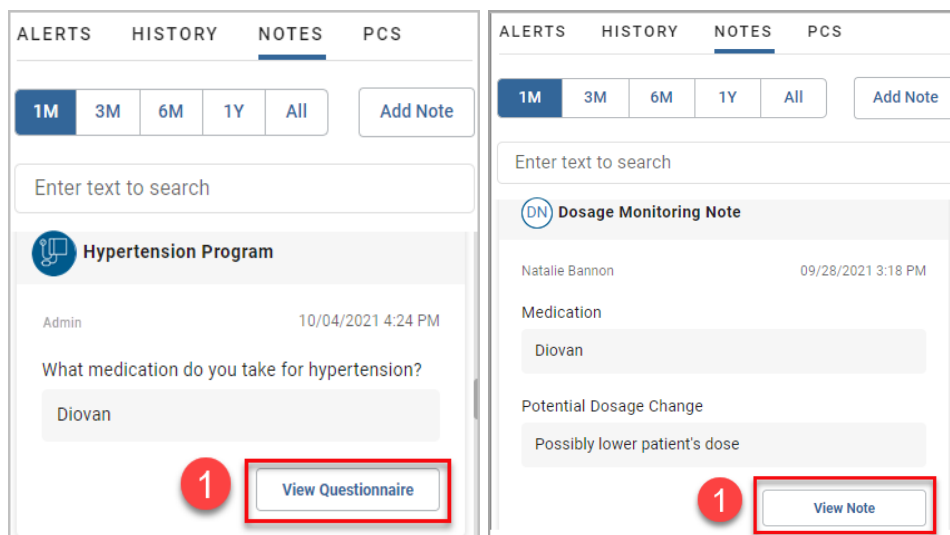 ALERTS HISTORY NOTES PCS
1M 3M 6M 1Y All Add Note
Enter text to search
Hypertension Program
Admin 10/04/2021 4:24 PM
What medication do you take for hypertension?
Diovan
1 View Questionnaire
ALERTS HISTORY NOTES PCS
1M 3M 6M 1Y All Add Note
Enter text to search
DN Dosage Monitoring Note
Natalie Bannon 09/28/2021 3:18 PM
Medication
Diovan
Potential Dosage Change
Possibly lower patient's dose
1 View Note